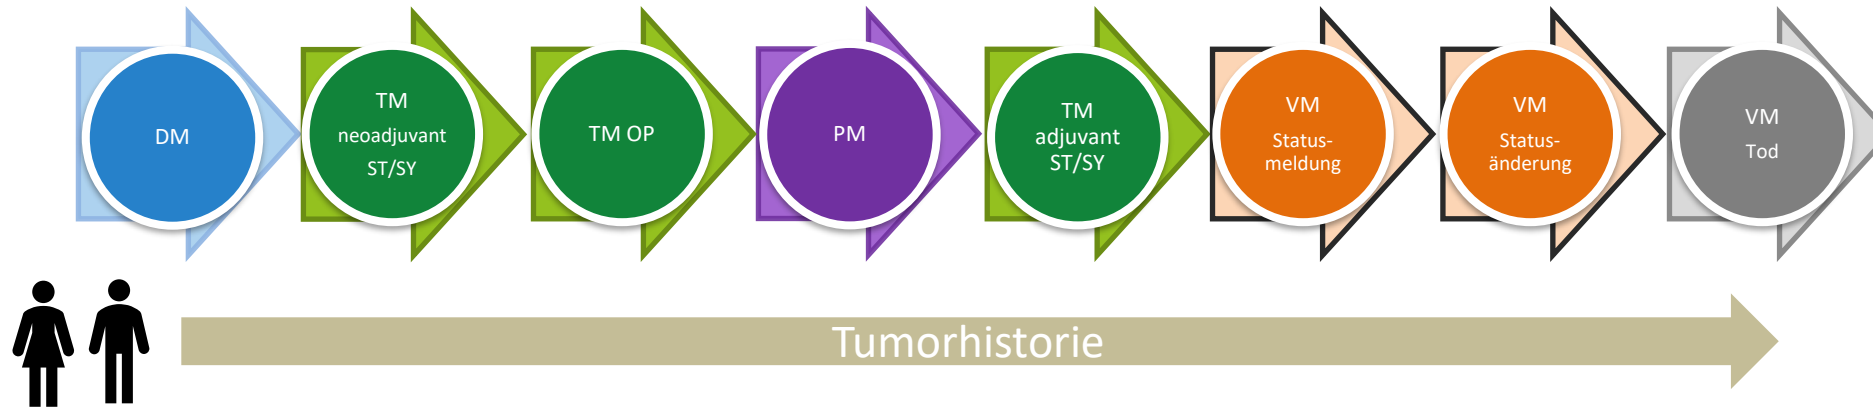 DM
TM
neoadjuvant
ST/SY
TM OP
PM
TM
adjuvant
ST/SY
VM
Status-
meldung
VM
Status-
änderung
VM
Tod
Tumorhistorie